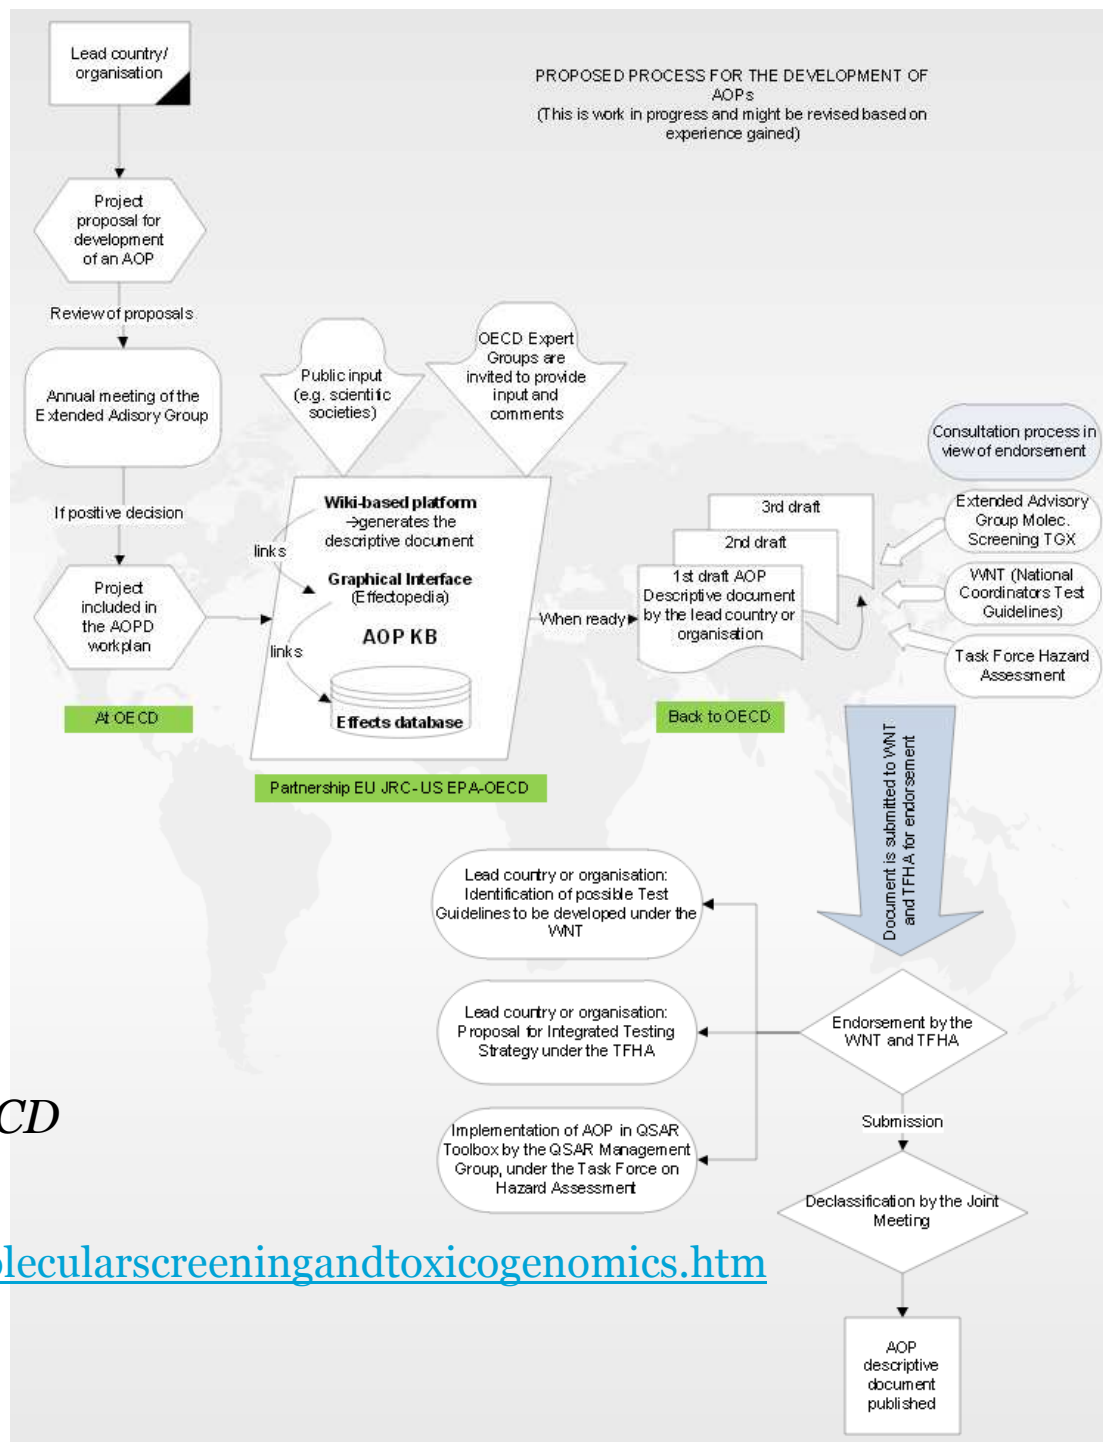 Lead country/
organisation
PROPOSED PROCESS FOR THE DEVELOPMENT OF
AOPs
(This is work in progress and might be revised based on
experience gained)
Project
proposal for
development
of an AOP
Review of proposals
Annual meeting of the
Extended Adisory Group
If positive decision
Project
included in
the AOPD
workplan
At OECD
Public input
(e.g. scientific
societies)
OECD Expert
Groups are
invited to provide
input and
comments
Wiki-based platform
→generates the
descriptive document
links
Graphical Interface
(Effectopedia)
AOP KB
links
Effects database
Partnership EU JRC- US EPA-OECD
When ready
3rd draft
2nd draft
1st draft AOP
Descriptive document
by the lead country or
organisation
Back to OECD
Consultation process in
view of endorsement
Extended Advisory
Group Molec.
Screening TGX
WNT (National
Coordinators Test
Guidelines)
Task Force Hazard
Assessment
Document is submitted to WNT
and TFHA for endorsement
Lead country or organisation:
Identification of possible Test
Guidelines to be developed under the
WNT
Lead country or organisation:
Proposal for Integrated Testing
Strategy under the TFHA
Implementation of AOP in QSAR
Toolbox by the QSAR Management
Group, under the Task Force on
Hazard Assessment
Endorsement by the
WNT and TFHA
Submission
Declassification by the Joint
Meeting
AOP
descriptive
document
published
CD
olecularscreeningandtoxicogenomics.htm